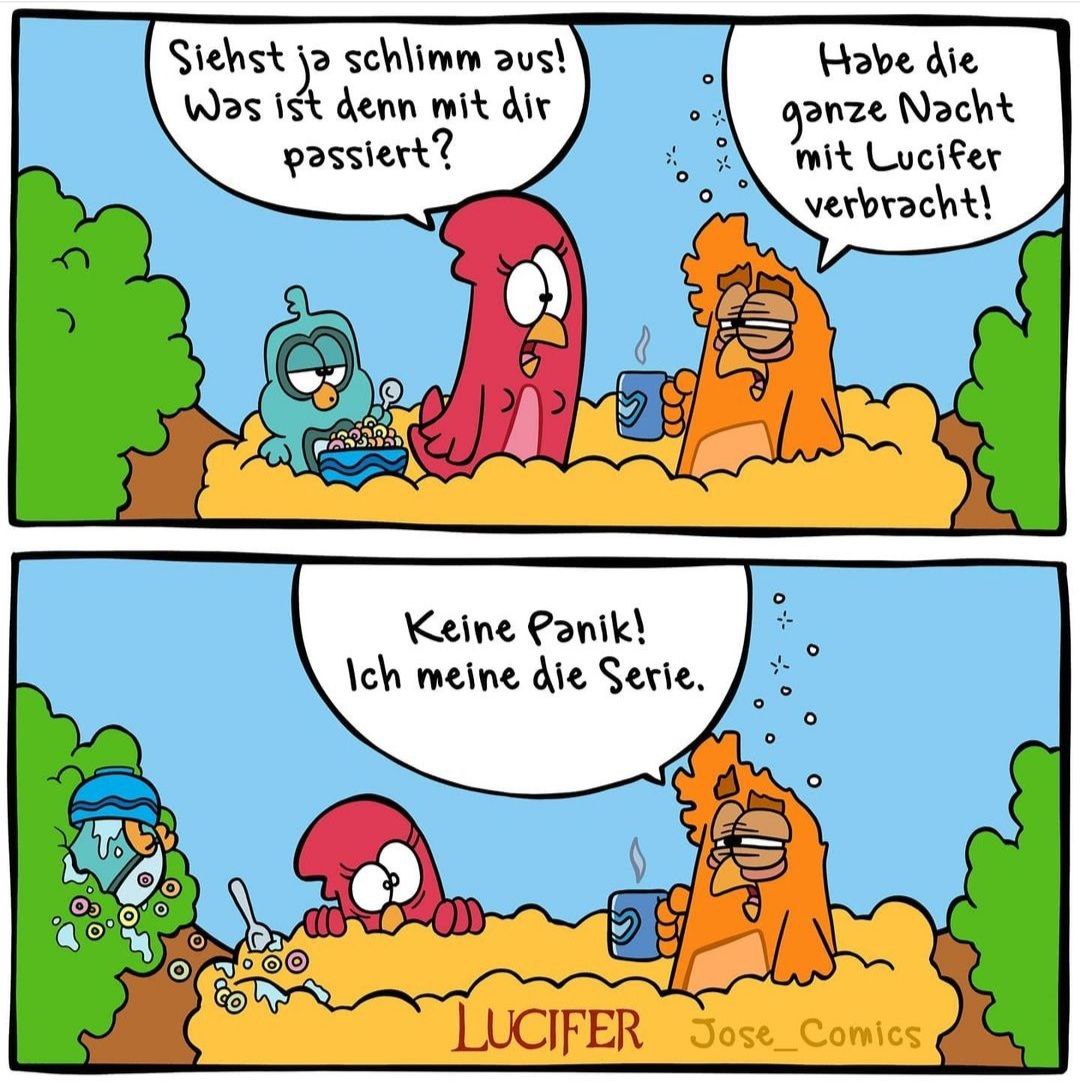 Siehst ja schlimm aus!
Was ist denn mit dir
passiert?
Habe die
ganze Nacht
mit Lucifer
verbracht!
Keine Panik!
Ich meine die Serie.
LUCIFER
Jose_Comics